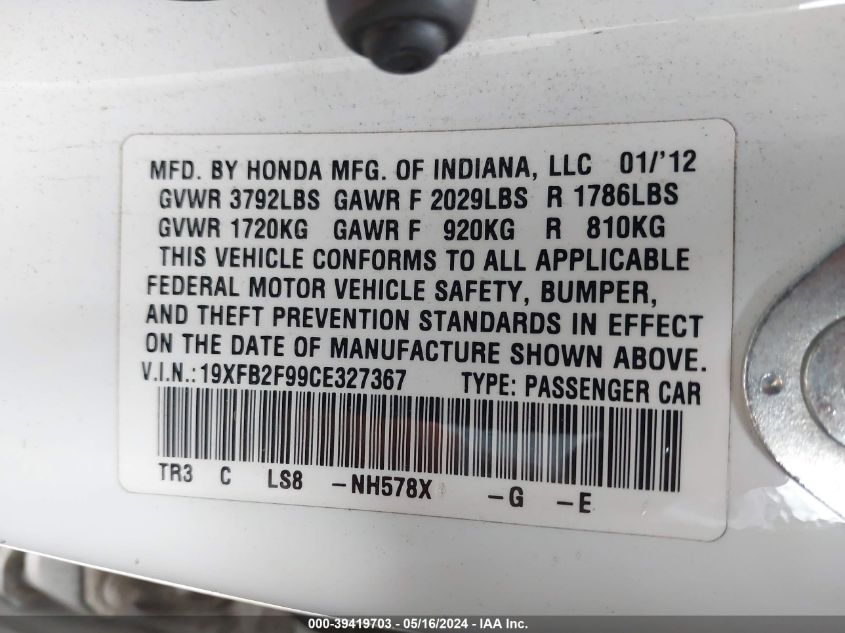 MFD. BY HONDA MFG. OF INDIANA, LLC 01/'12
GVWR 3792LBS GAWR F 2029LBS R 1786LBS
GVWR 1720KG GAWR F 920KG R 810KG
THIS VEHICLE CONFORMS TO ALL APPLICABLE
FEDERAL MOTOR VEHICLE SAFETY, BUMPER,
AND THEFT PREVENTION STANDARDS IN EFFECT
ON THE DATE OF MANUFACTURE SHOWN ABOVE.
V.I.N.:19XFB2F99CE327367 TYPE: PASSENGER CAR
TR3 C LS8 -NH578X -G -E
000-39419703 - 05/16/2024 - IAA Inc.